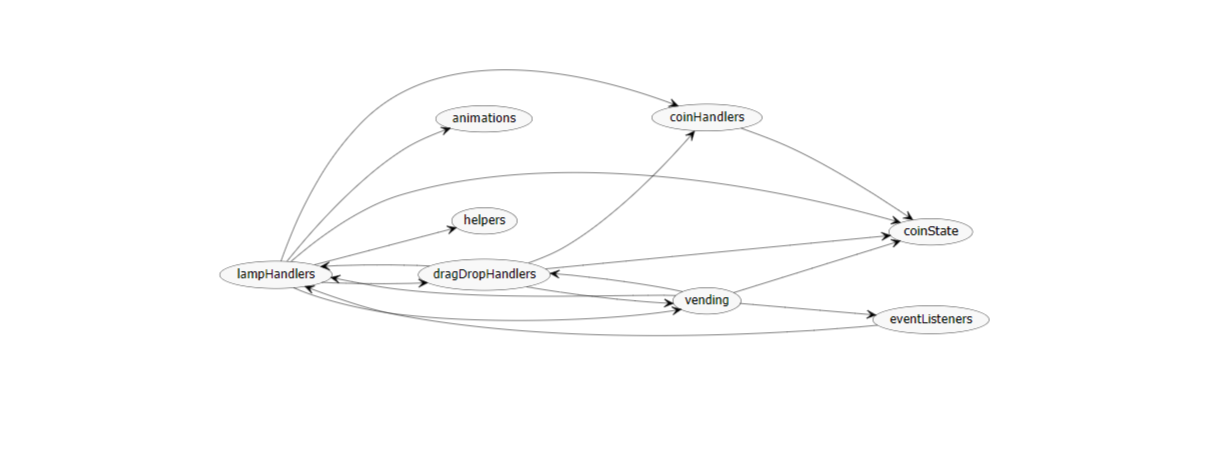 animations
coinHandlers
helpers
coinState
lampHandlers
dragDropHandlers
vending
eventListeners